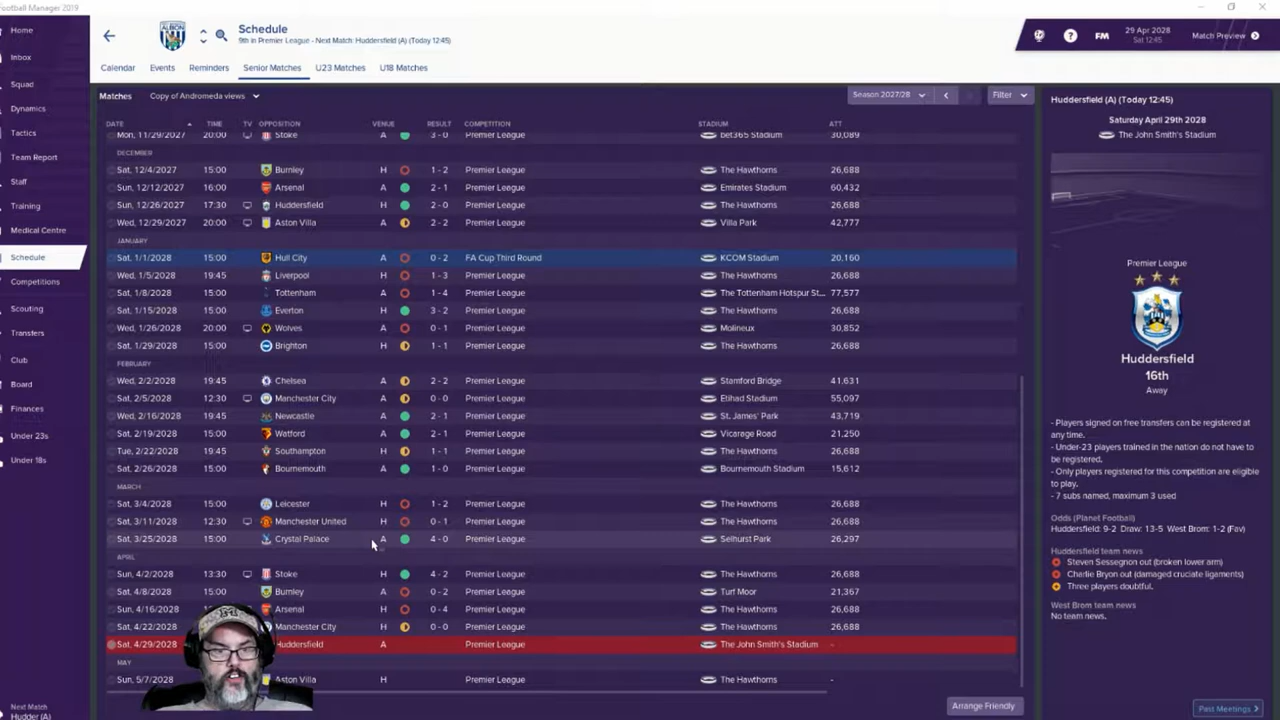 Football Manager 2019
Home
Inbox
Squad
Dynamics
Tactics
Team Report
Staff
Training
Medical Centre
Schedule
Competitions
Scouting
Transfers
Club
Board
Finances
Under 23s
Under 18s
Next Match
Hudder (A)
ALBION
Schedule
9th in Premier League - Next Match: Huddersfield (A) (Today 12:45)
FM
29 Apr 2028
Sat 12:45
Match Preview
Calendar Events Reminders Senior Matches U23 Matches U18 Matches
Matches Copy of Andromeda views Season 2027/28 Filter
DATE TIME TV OPPOSITION VENUE RESULT COMPETITION STADIUM ATT
Mon, 11/29/2027 20:00 Stoke A 3 - 0 Premier League bet365 Stadium 30,089
DECEMBER
Sat, 12/4/2027 15:00 Burnley H 1 - 2 Premier League The Hawthorns 26,688
Sun, 12/12/2027 16:00 Arsenal A 2 - 1 Premier League Emirates Stadium 60,432
Sun, 12/26/2027 17:30 Huddersfield H 2 - 0 Premier League The Hawthorns 26,688
Wed, 12/29/2027 20:00 Aston Villa A 2 - 2 Premier League Villa Park 42,777
JANUARY
Sat, 1/1/2028 15:00 Hull City A 0 - 2 FA Cup Third Round KCOM Stadium 20,160
Wed, 1/5/2028 19:45 Liverpool H 1 - 3 Premier League The Hawthorns 26,688
Sat, 1/8/2028 15:00 Tottenham A 1 - 4 Premier League The Tottenham Hotspur St... 77,577
Sat, 1/15/2028 15:00 Everton H 3 - 2 Premier League The Hawthorns 26,688
Wed, 1/26/2028 20:00 Wolves A 0 - 1 Premier League Molineux 30,852
Sat, 1/29/2028 15:00 Brighton H 1 - 1 Premier League The Hawthorns 26,688
FEBRUARY
Wed, 2/2/2028 19:45 Chelsea A 2 - 2 Premier League Stamford Bridge 41,631
Sat, 2/5/2028 12:30 Manchester City A 0 - 0 Premier League Etihad Stadium 55,097
Wed, 2/16/2028 19:45 Newcastle A 2 - 1 Premier League St. James' Park 43,719
Sat, 2/19/2028 15:00 Watford A 2 - 1 Premier League Vicarage Road 21,250
Tue, 2/22/2028 19:45 Southampton H 1 - 1 Premier League The Hawthorns 26,688
Sat, 2/26/2028 15:00 Bournemouth A 1 - 0 Premier League Bournemouth Stadium 15,612
MARCH
Sat, 3/4/2028 15:00 Leicester H 1 - 2 Premier League The Hawthorns 26,688
Sat, 3/11/2028 12:30 Manchester United H 0 - 1 Premier League The Hawthorns 26,688
Sat, 3/25/2028 15:00 Crystal Palace A 4 - 0 Premier League Selhurst Park 26,297
APRIL
Sun, 4/2/2028 13:30 Stoke H 4 - 2 Premier League The Hawthorns 26,688
Sat, 4/8/2028 15:00 Burnley A 0 - 2 Premier League Turf Moor 21,367
Sun, 4/16/2028 Arsenal H 0 - 4 Premier League The Hawthorns 26,688
Sat, 4/22/2028 Manchester City H 0 - 0 Premier League The Hawthorns 26,688
Sat, 4/29/2028 Huddersfield A Premier League The John Smith's Stadium -
MAY
Sun, 5/7/2028 Aston Villa H Premier League The Hawthorns -
Arrange Friendly
Huddersfield (A) (Today 12:45)
Saturday April 29th 2028
The John Smith's Stadium
Premier League
Huddersfield
16th
Away
- Players signed on free transfers can be registered at
any time.
- Under-23 players trained in the nation do not have to
be registered.
- Only players registered for this competition are eligible
to play.
- 7 subs named, maximum 3 used
Odds (Planet Football)
Huddersfield: 9-2 Draw: 13-5 West Brom: 1-2 (Fav)
Huddersfield team news
Steven Sessegnon out (broken lower arm)
Charlie Bryon out (damaged cruciate ligaments)
Three players doubtful.
West Brom team news
No team news.
Past Meetings